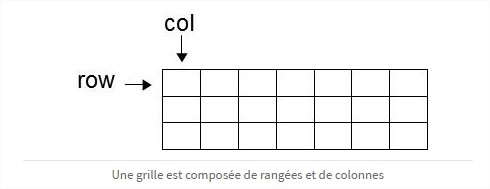 col
row
Une grille est composée de rangées et de colonnes